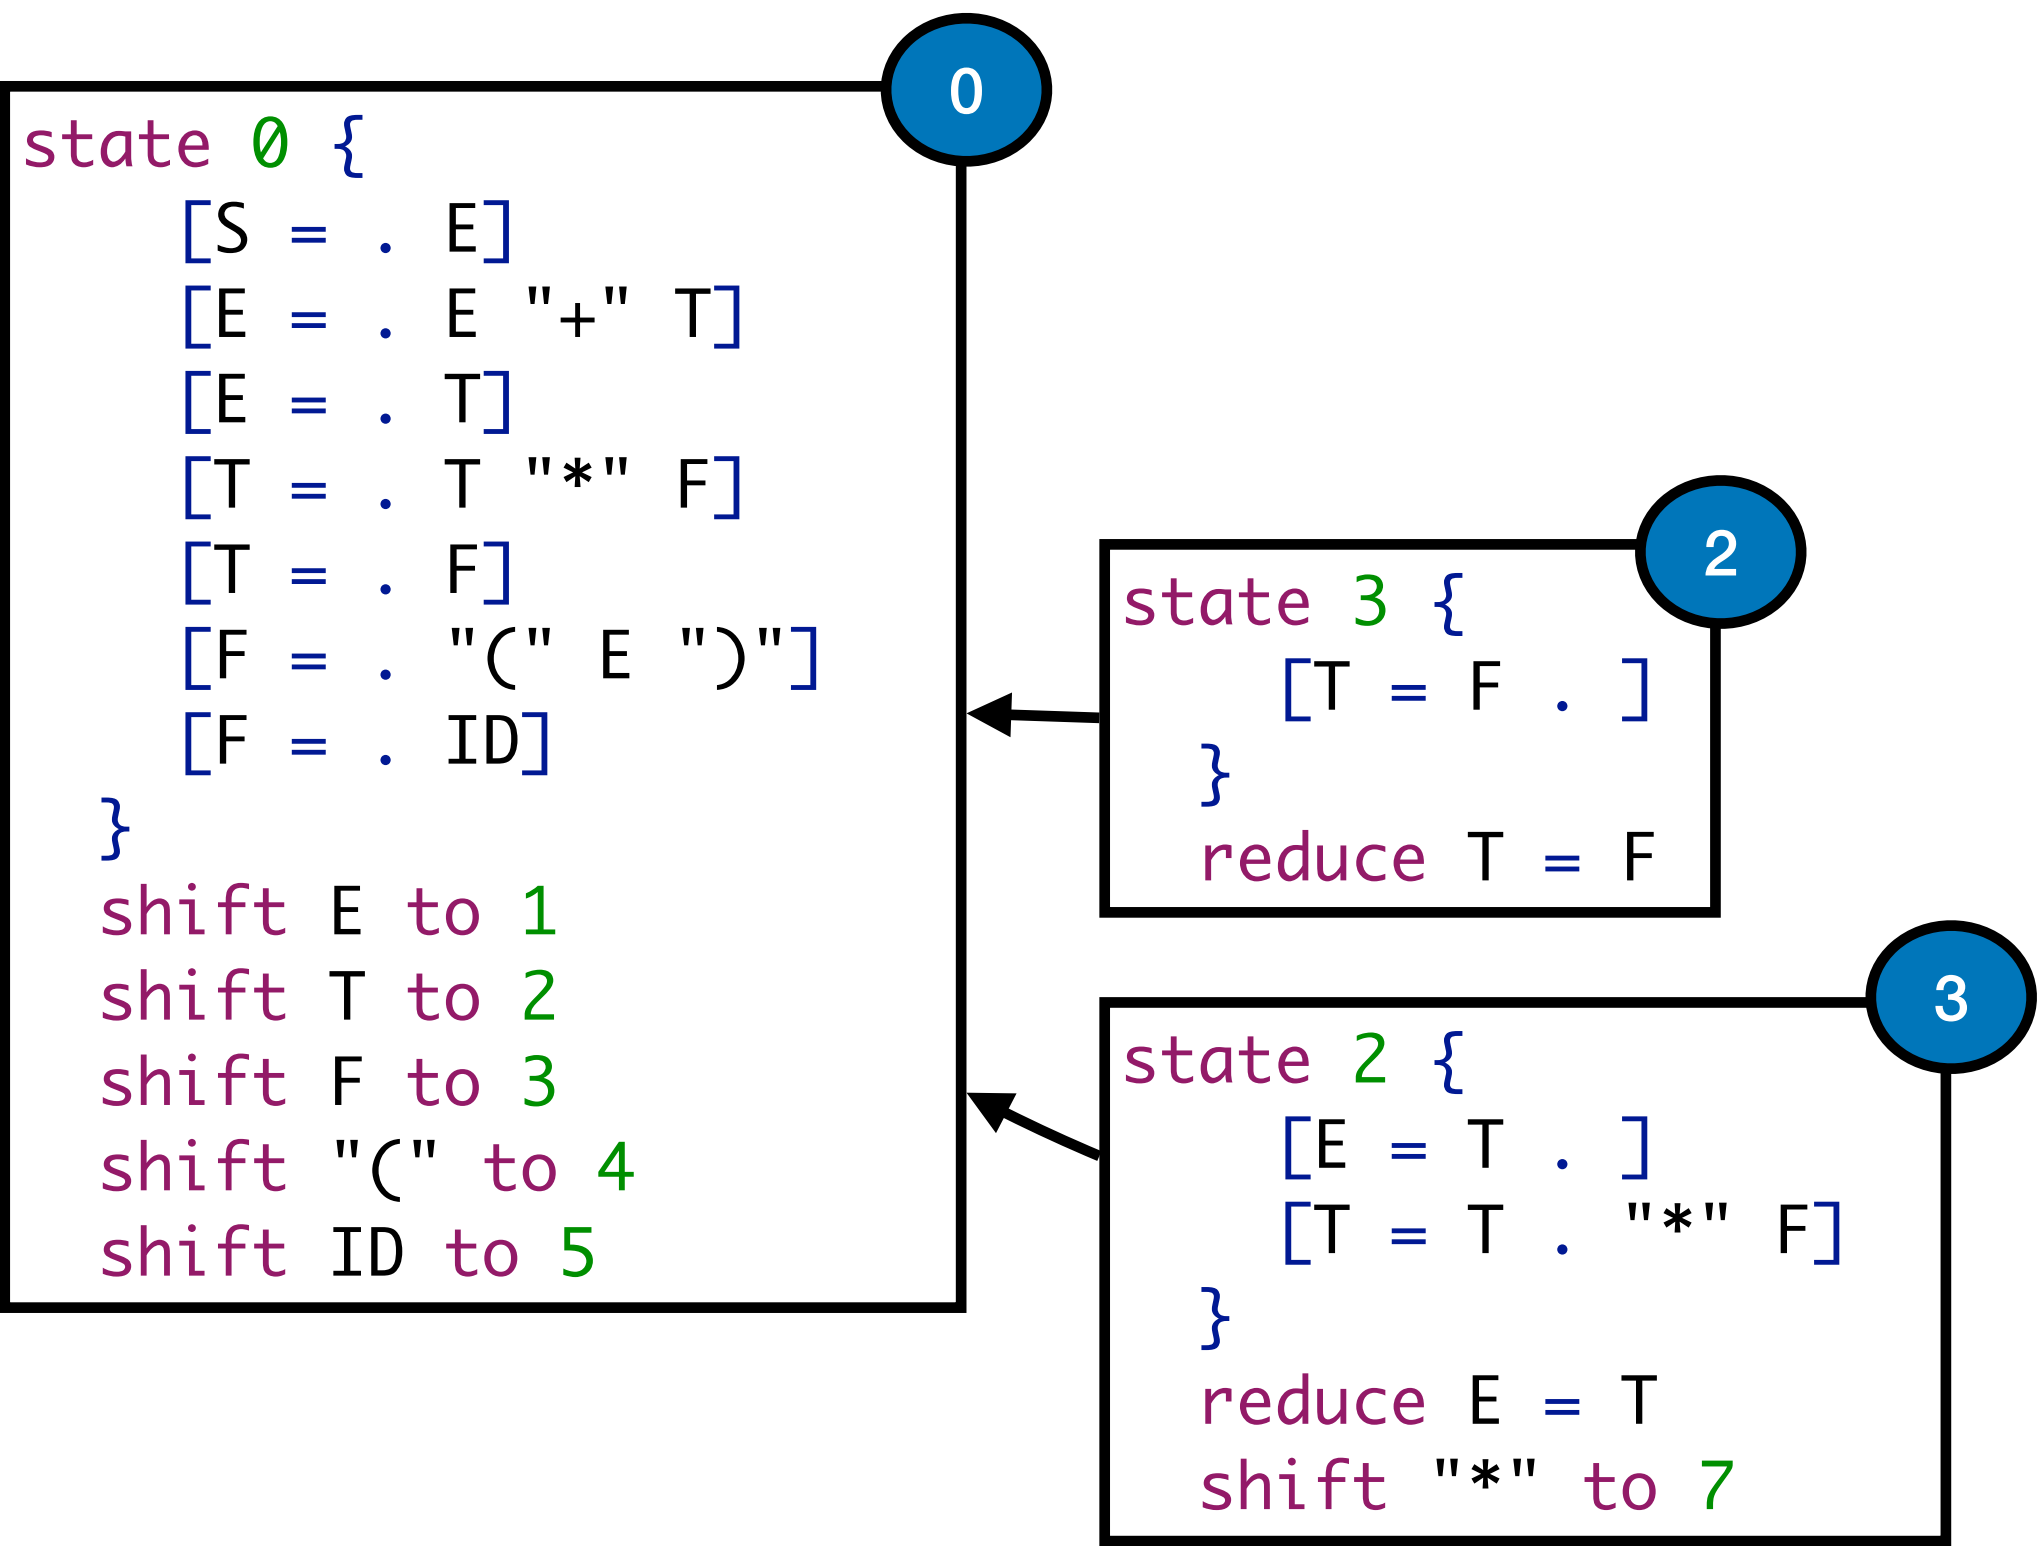 0
state 0 {
[S = . E]
[E = . E "+" T]
[E = . T]
[T = . T "*" F]
[T = . F]
[F = . "(" E ")"]
[F = . ID]
}
shift E to 1
shift T to 2
shift F to 3
shift "(" to 4
shift ID to 5
2
state 3 {
[T = F . ]
}
reduce T = F
3
state 2 {
[E = T . ]
[T = T . "*" F]
}
reduce E = T
shift "*" to 7